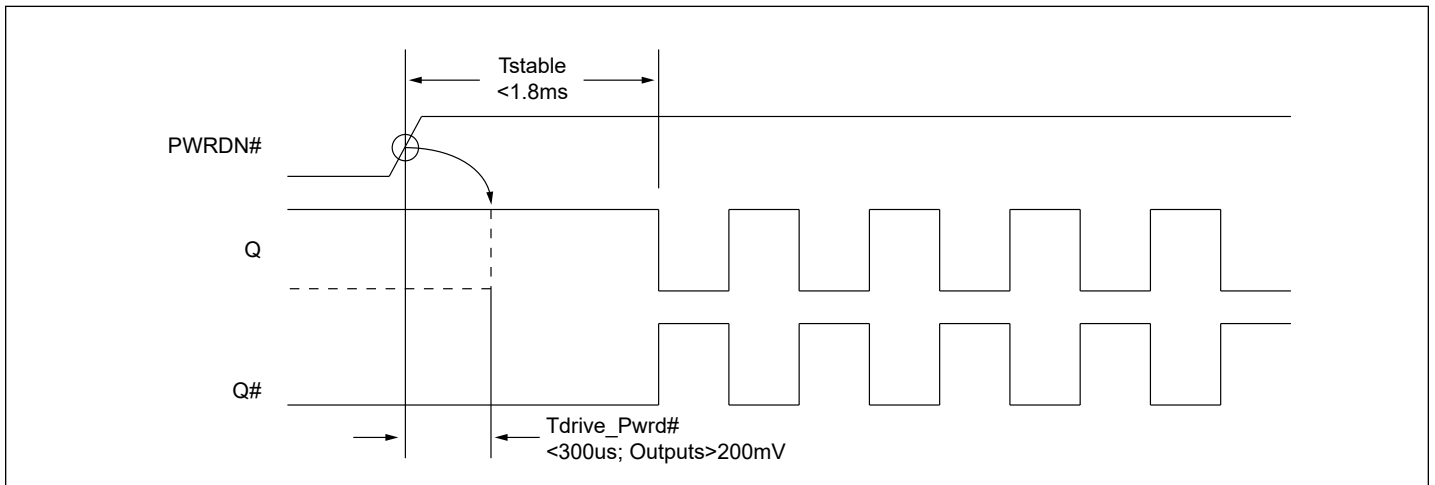 Tstable
<1.8ms
PWRDN#
Q
Q#
Tdrive_Pwrd#
<300us; Outputs>200mV